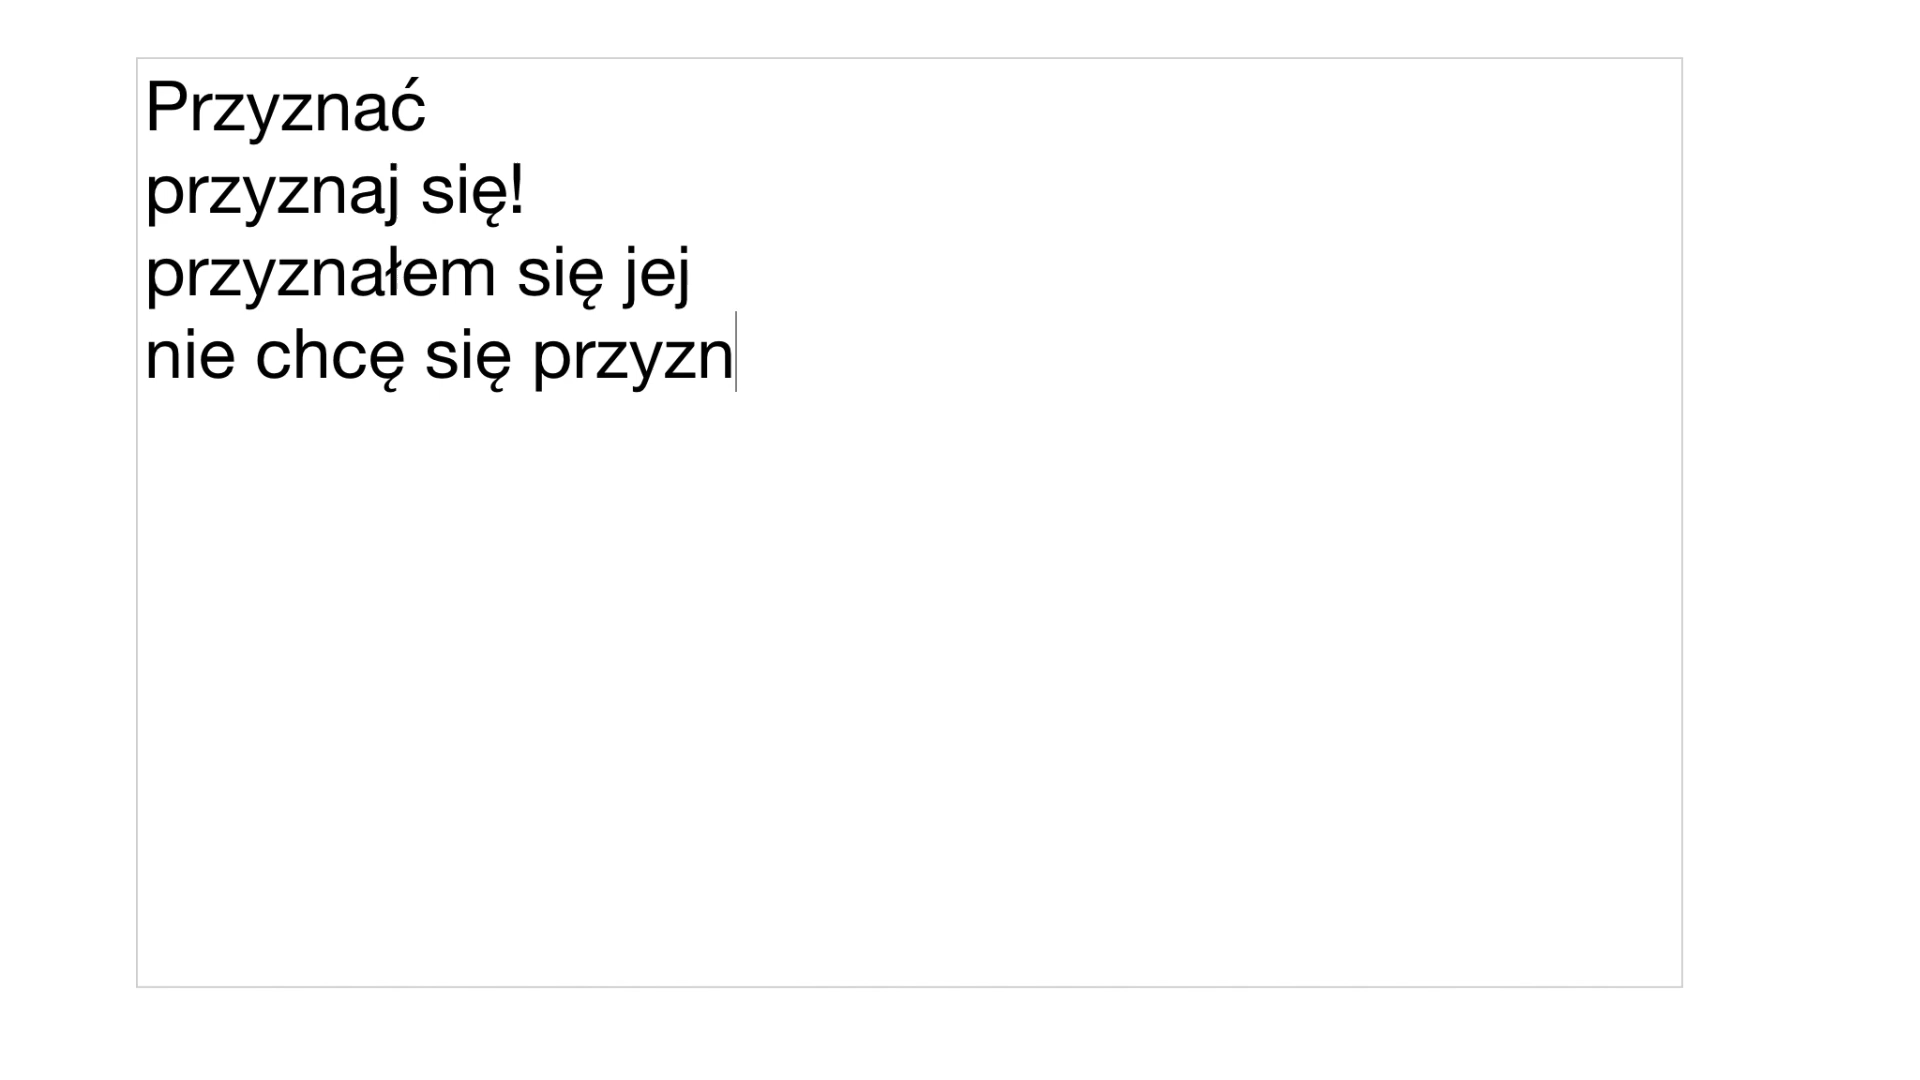 Przyznać
przyznaj się!
przyznałem się jej
nie chcę się przyzn